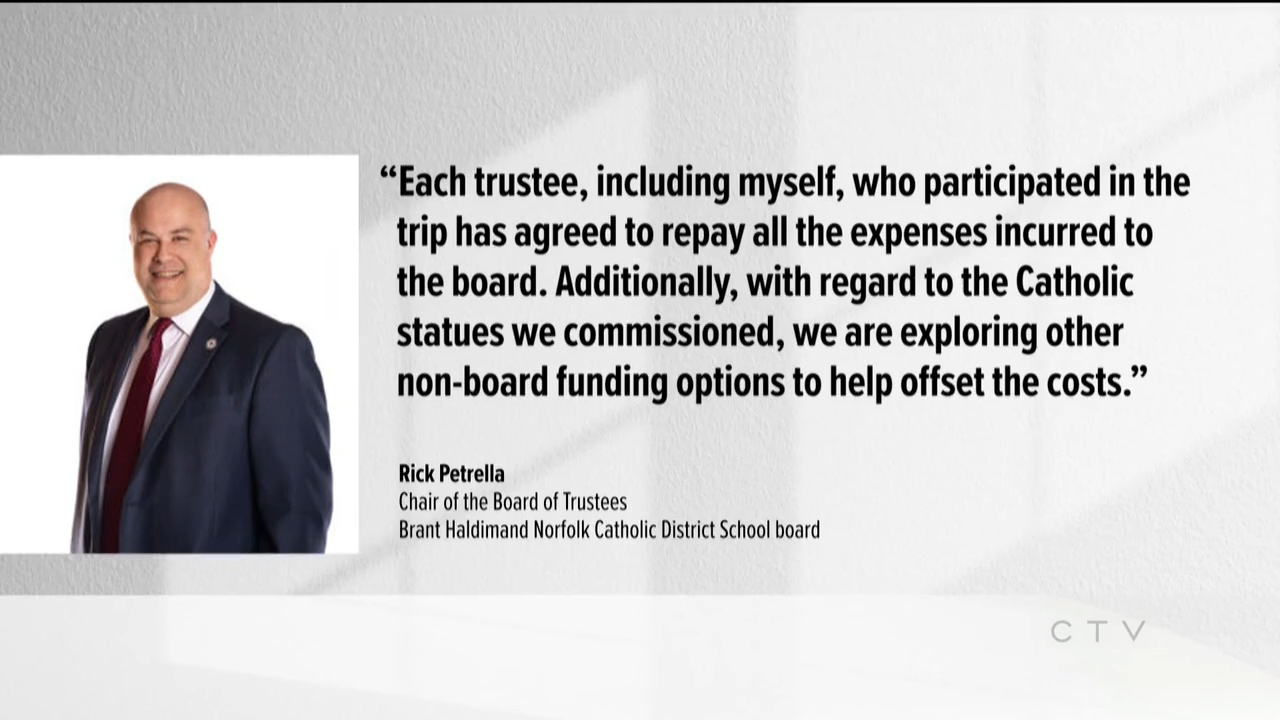 “Each trustee, including myself, who participated in the
trip has agreed to repay all the expenses incurred to
the board. Additionally, with regard to the Catholic
statues we commissioned, we are exploring other
non-board funding options to help offset the costs.”
Rick Petrella
Chair of the Board of Trustees
Brant Haldimand Norfolk Catholic District School board
CTV